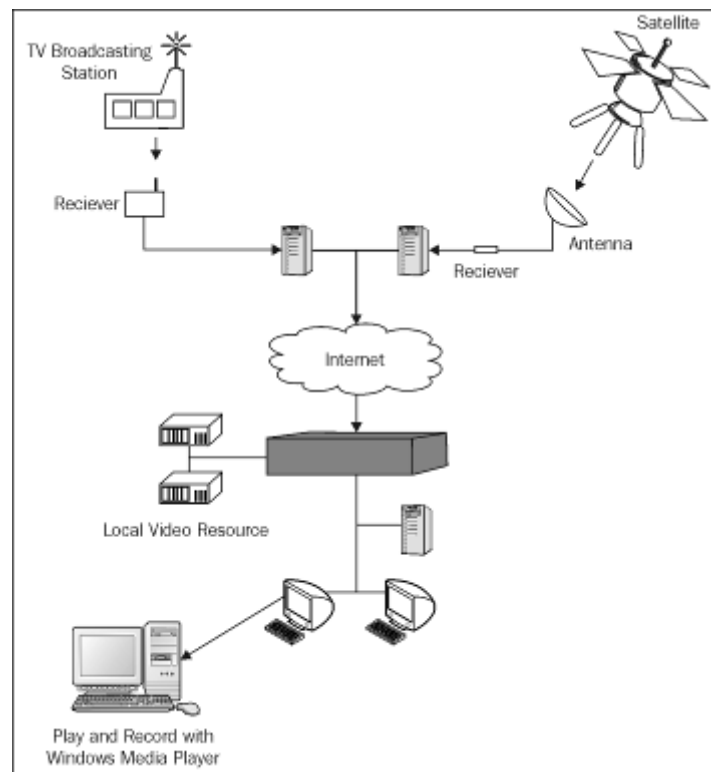 Satellite
TV Broadcasting
Station
Reciever
Antenna
Reciever
Internet
Local Video Resource
Play and Record with
Windows Media Player